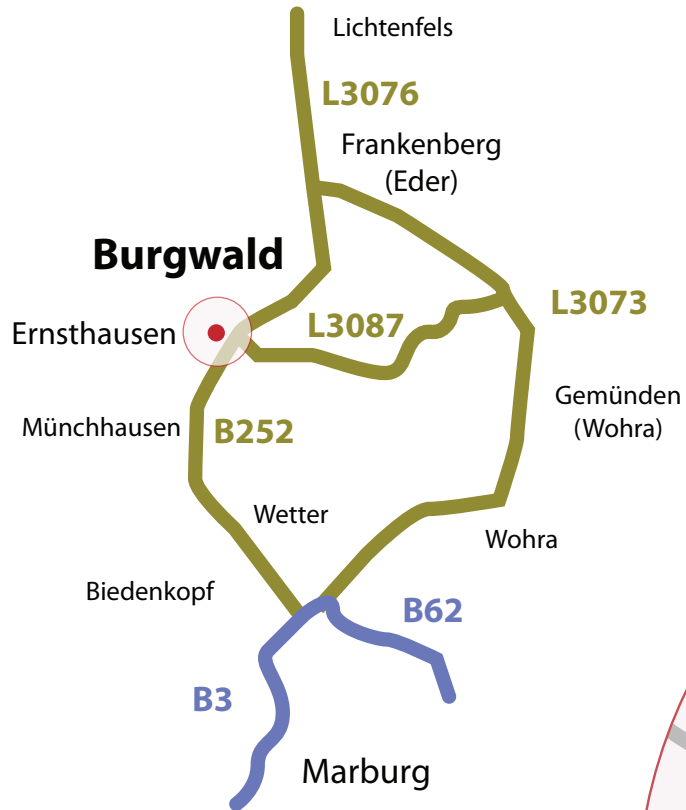 Lichtenfels
L3076
Frankenberg
(Eder)
Burgwald
L3073
L3087
Ernsthausen
Gemünden
(Wohra)
Münchhausen
B252
Wetter
Wohra
Biedenkopf
B62
B3
Marburg